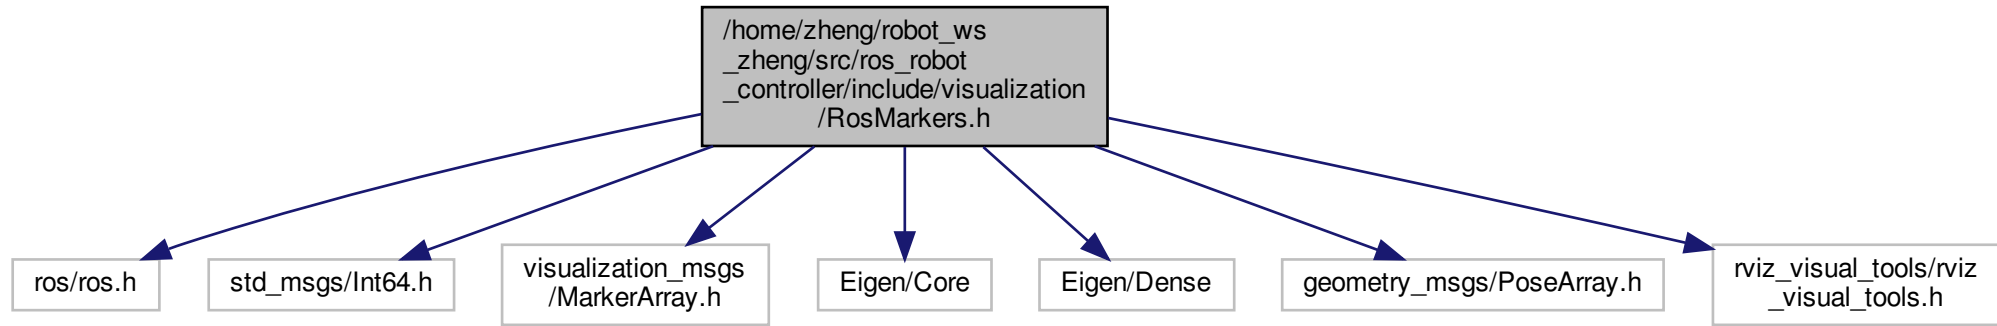 /home/zheng/robot_ws
_zheng/src/ros_robot
_controller/include/visualization
/RosMarkers.h
ros/ros.h
std_msgs/Int64.h
visualization_msgs
/MarkerArray.h
Eigen/Core
Eigen/Dense
geometry_msgs/PoseArray.h
rviz_visual_tools/rviz
_visual_tools.h